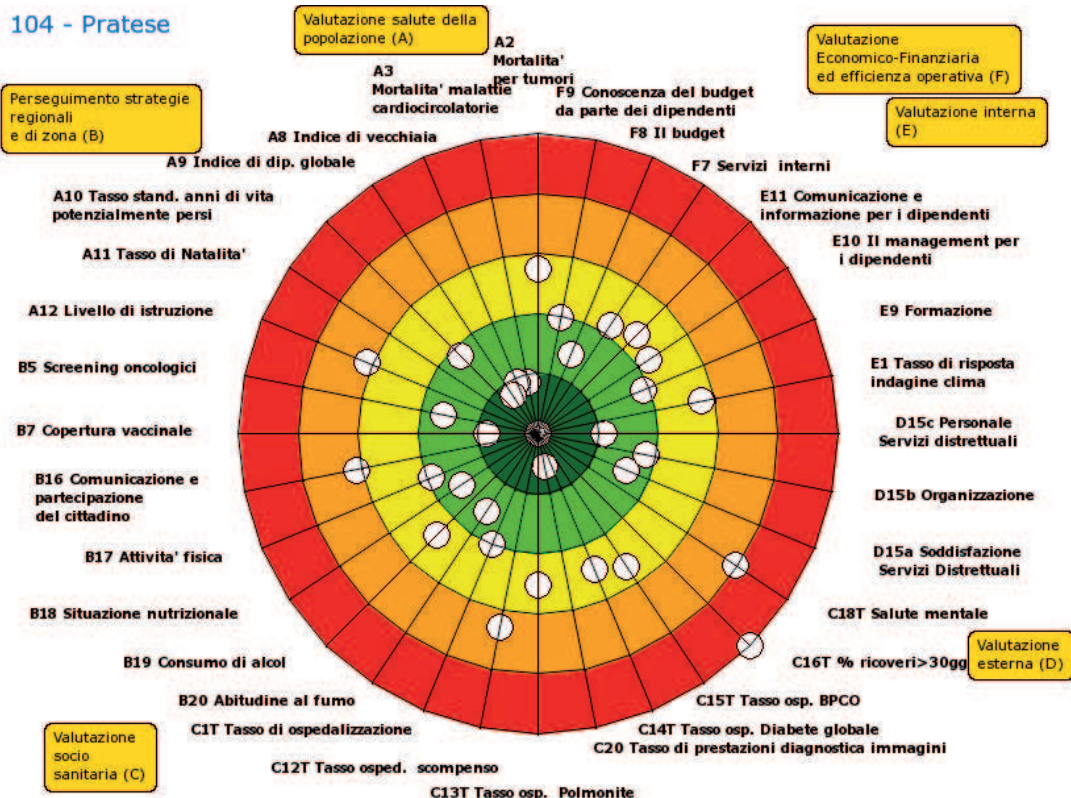 104 - Pratese
Valutazione salute della
popolazione (A)
A2
Mortalita'
per tumori
Valutazione
Economico-Finanziaria
ed efficienza operativa (F)
A3
Mortalita' malattie
cardiocircolatorie
F9 Conoscenza del budget
da parte dei dipendenti
Perseguimento strategie
regionali
e di zona (B)
Valutazione interna
(E)
A8 Indice di vecchiaia
F8 Il budget
A9 Indice di dip. globale
F7 Servizi interni
A10 Tasso stand. anni di vita
potenzialmente persi
E11 Comunicazione e
informazione per i dipendenti
A11 Tasso di Natalita'
E10 Il management per
i dipendenti
A12 Livello di istruzione
E9 Formazione
B5 Screening oncologici
E1 Tasso di risposta
indagine clima
B7 Copertura vaccinale
D15c Personale
Servizi distrettuali
B16 Comunicazione e
partecipazione
del cittadino
D15b Organizzazione
B17 Attivita' fisica
D15a Soddisfazione
Servizi Distrettuali
B18 Situazione nutrizionale
C18T Salute mentale
B19 Consumo di alcol
C16T % ricoveri>30gg
Valutazione
esterna (D)
B20 Abitudine al fumo
C15T Tasso osp. BPCO
C1T Tasso di ospedalizzazione
C14T Tasso osp. Diabete globale
Valutazione
socio
sanitaria (C)
C20 Tasso di prestazioni diagnostica immagini
C12T Tasso osped. scompenso
C13T Tasso osp. Polmonite